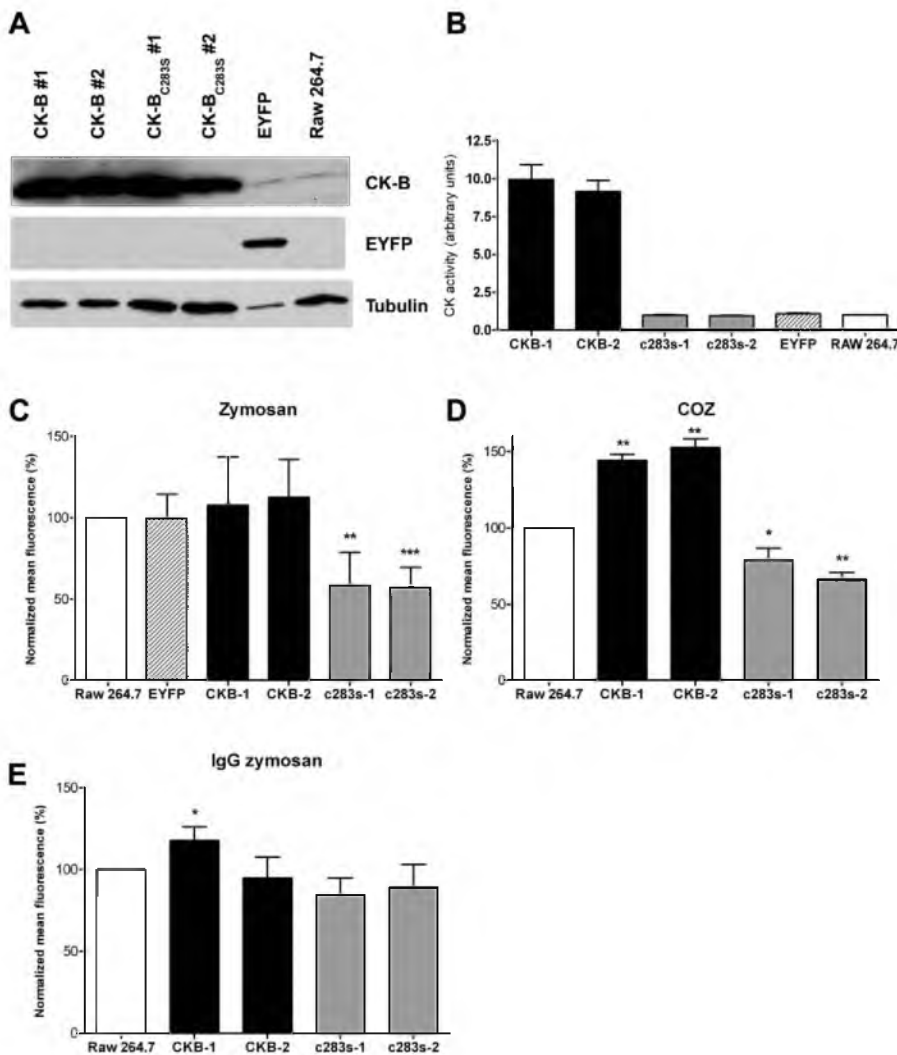 A
CK-B #1
CK-B #2
CK-B C283S #1
CK-B C283S #2
EYFP
Raw 264.7
CK-B
EYFP
Tubulin
B
CK activity (arbitrary units)
12.5
10.0
7.5
5.0
2.5
0.0
CKB-1 CKB-2 c283s-1 c283s-2 EYFP RAW 264.7
C
Zymosan
Normalized mean fluorescence (%)
150
100
50
0
** ***
Raw 264.7 EYFP CKB-1 CKB-2 c283s-1 c283s-2
D
COZ
Normalized mean fluorescence (%)
150
100
50
0
** ** * **
Raw 264.7 CKB-1 CKB-2 c283s-1 c283s-2
E
IgG zymosan
Normalized mean fluorescence (%)
150
100
50
0
*
Raw 264.7 CKB-1 CKB-2 c283s-1 c283s-2